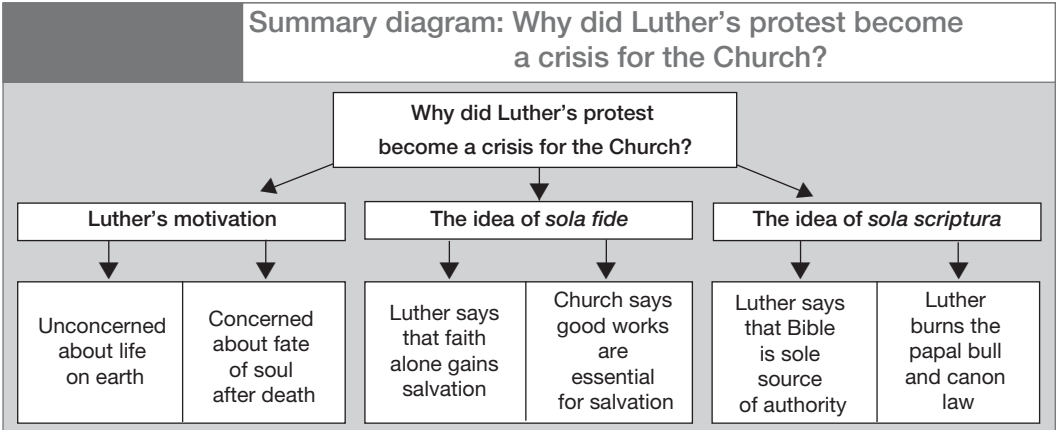 Summary diagram: Why did Luther's protest become
a crisis for the Church?
Why did Luther's protest
become a crisis for the Church?
Luther's motivation
The idea of sola fide
The idea of sola scriptura
Unconcerned
about life
on earth
Concerned
about fate
of soul
after death
Luther says
that faith
alone gains
salvation
Church says
good works
are
essential
for salvation
Luther says
that Bible
is sole
source
of authority
Luther
burns the
papal bull
and canon
law